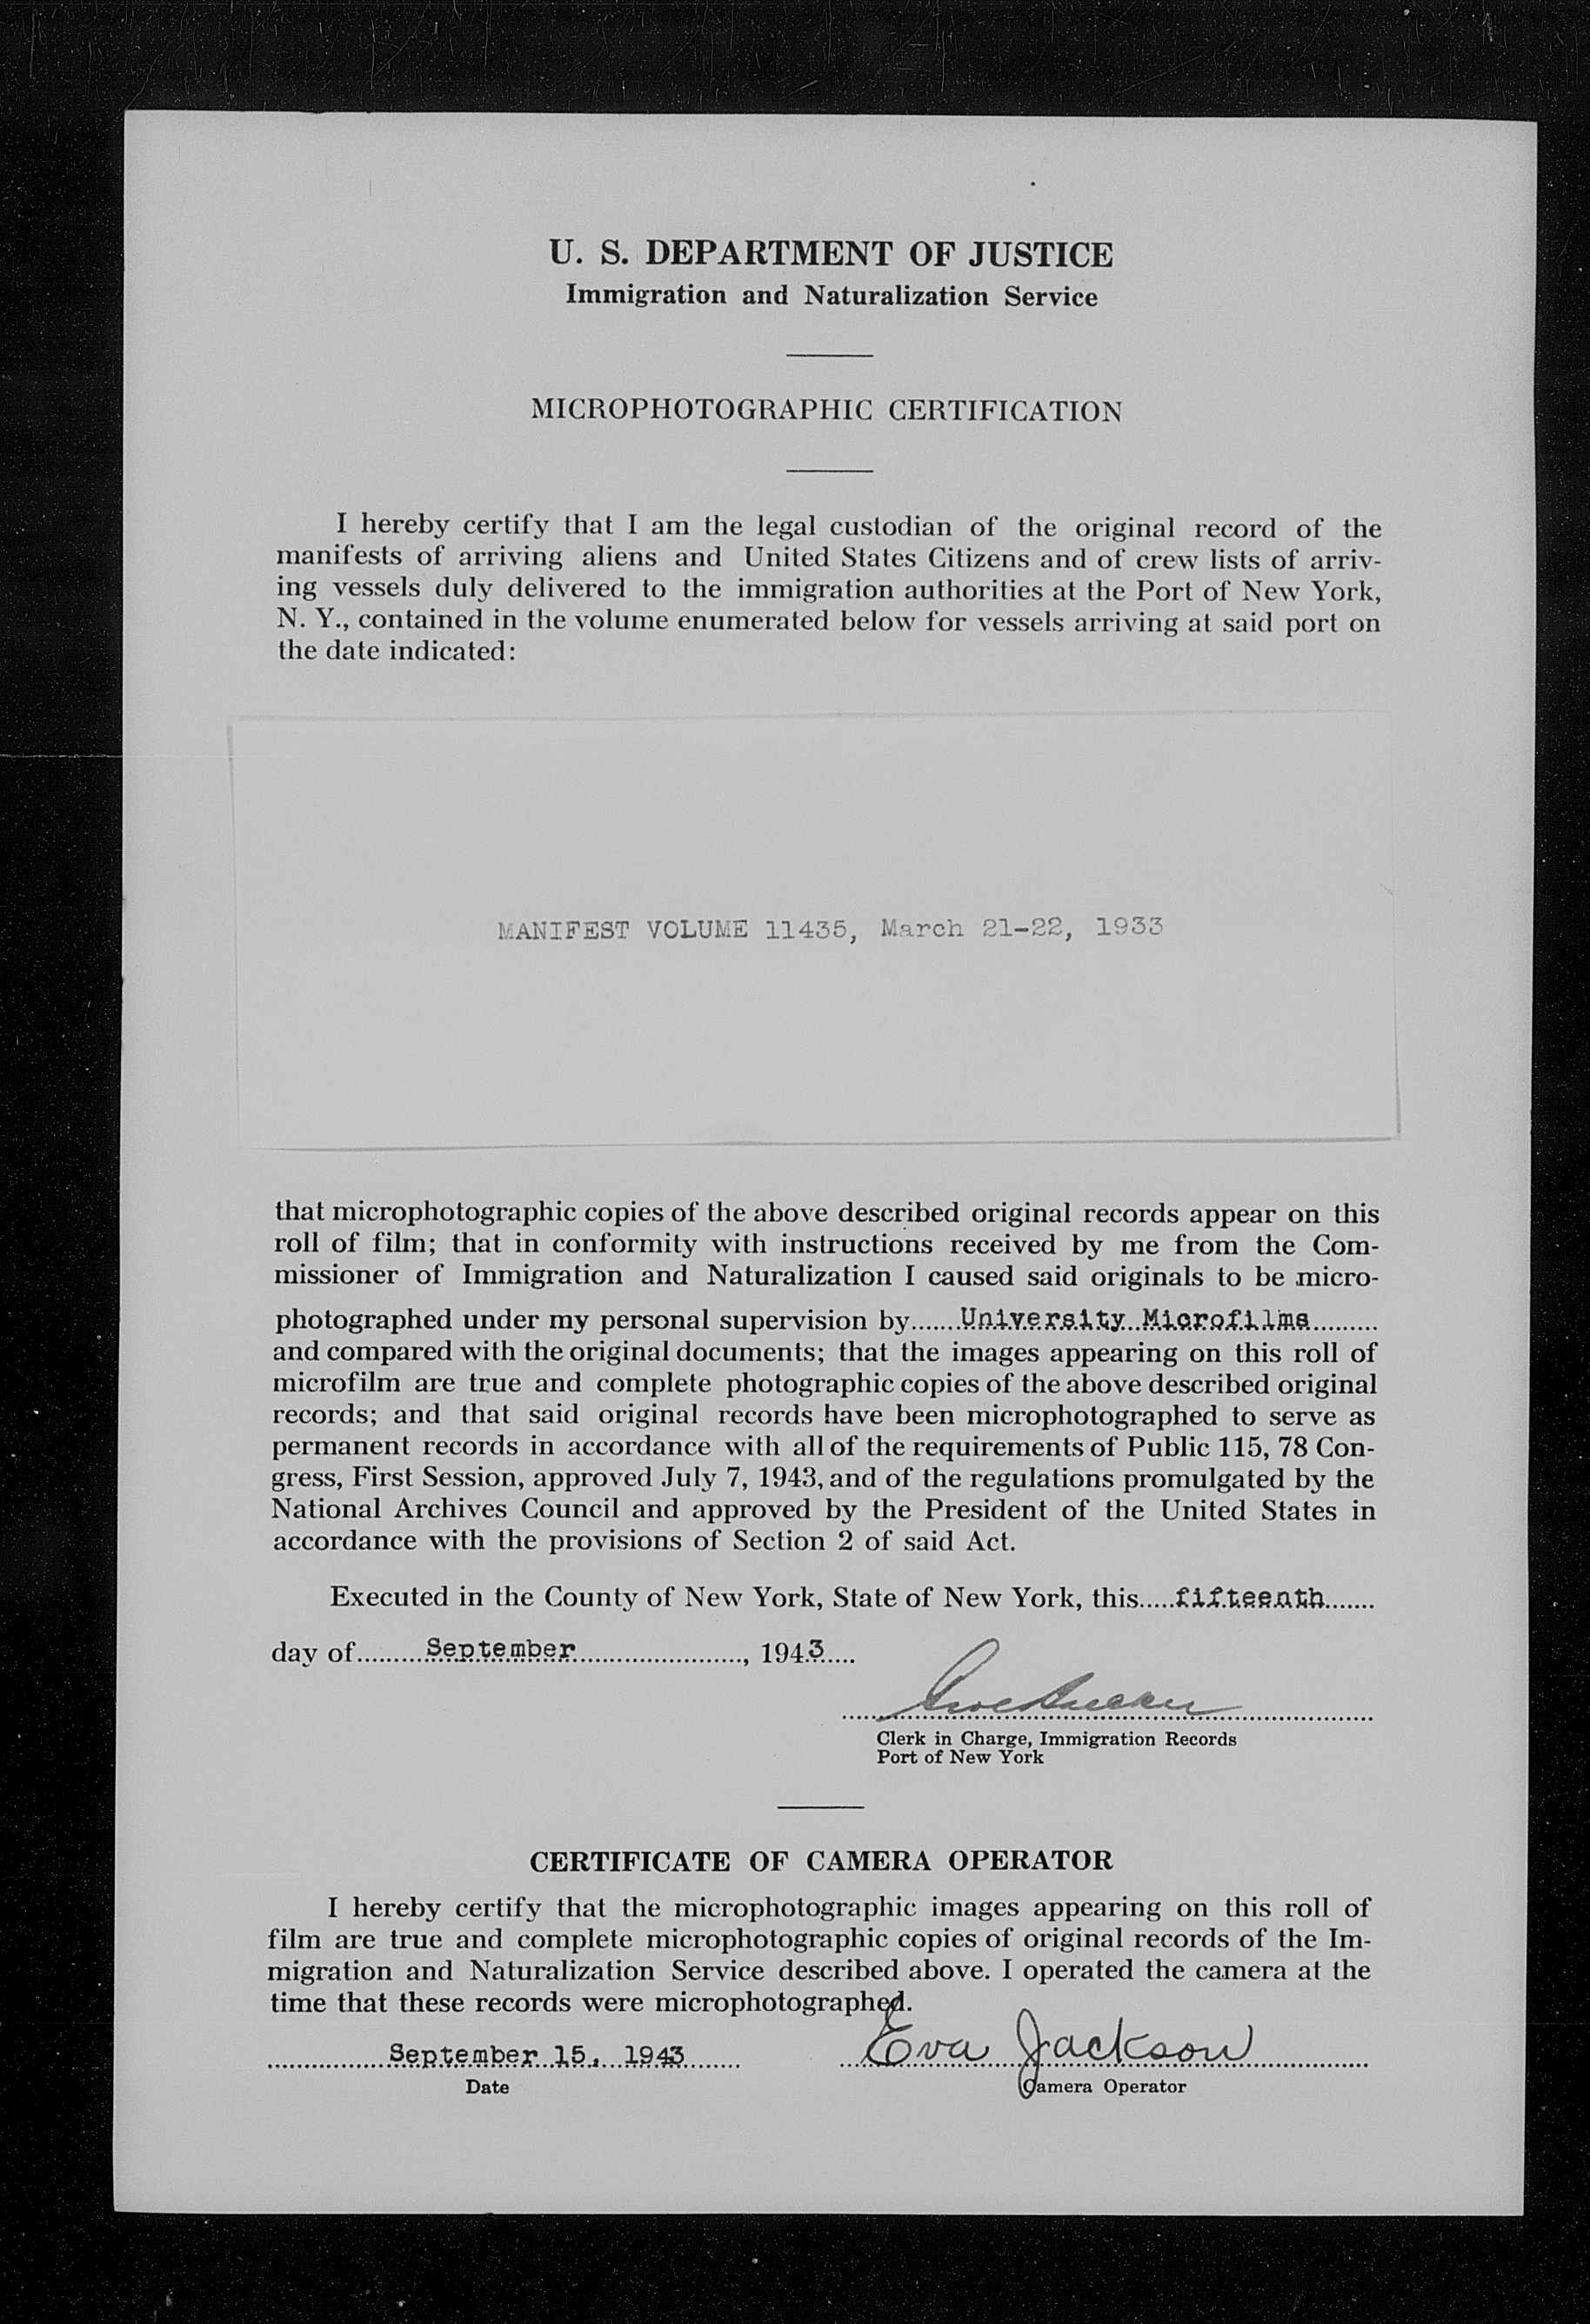 U. S. DEPARTMENT OF JUSTICE
Immigration and Naturalization Service
MICROPHOTOGRAPHIC CERTIFICATION
I hereby certify that I am the legal custodian of the original record of the
manifests of arriving aliens and United States Citizens and of crew lists of arriv-
ing vessels duly delivered to the immigration authorities at the Port of New York,
N. Y., contained in the volume enumerated below for vessels arriving at said port on
the date indicated:
MANIFEST VOLUME 11435, March 21-22, 1933
that microphotographic copies of the above described original records appear on this
roll of film; that in conformity with instructions received by me from the Com-
missioner of Immigration and Naturalization I caused said originals to be micro-
photographed under my personal supervision by.......University Microfilms..........
and compared with the original documents; that the images appearing on this roll of
microfilm are true and complete photographic copies of the above described original
records; and that said original records have been microphotographed to serve as
permanent records in accordance with all of the requirements of Public 115, 78 Con-
gress, First Session, approved July 7, 1943, and of the regulations promulgated by the
National Archives Council and approved by the President of the United States in
accordance with the provisions of Section 2 of said Act.
Executed in the County of New York, State of New York, this.....fifteenth.......
day of.........September........................, 1943.....
Clerk in Charge, Immigration Records
Port of New York
CERTIFICATE OF CAMERA OPERATOR
I hereby certify that the microphotographic images appearing on this roll of
film are true and complete microphotographic copies of original records of the Im-
migration and Naturalization Service described above. I operated the camera at the
time that these records were microphotographed.
September 15, 1943 Eva Jackson
Date Camera Operator